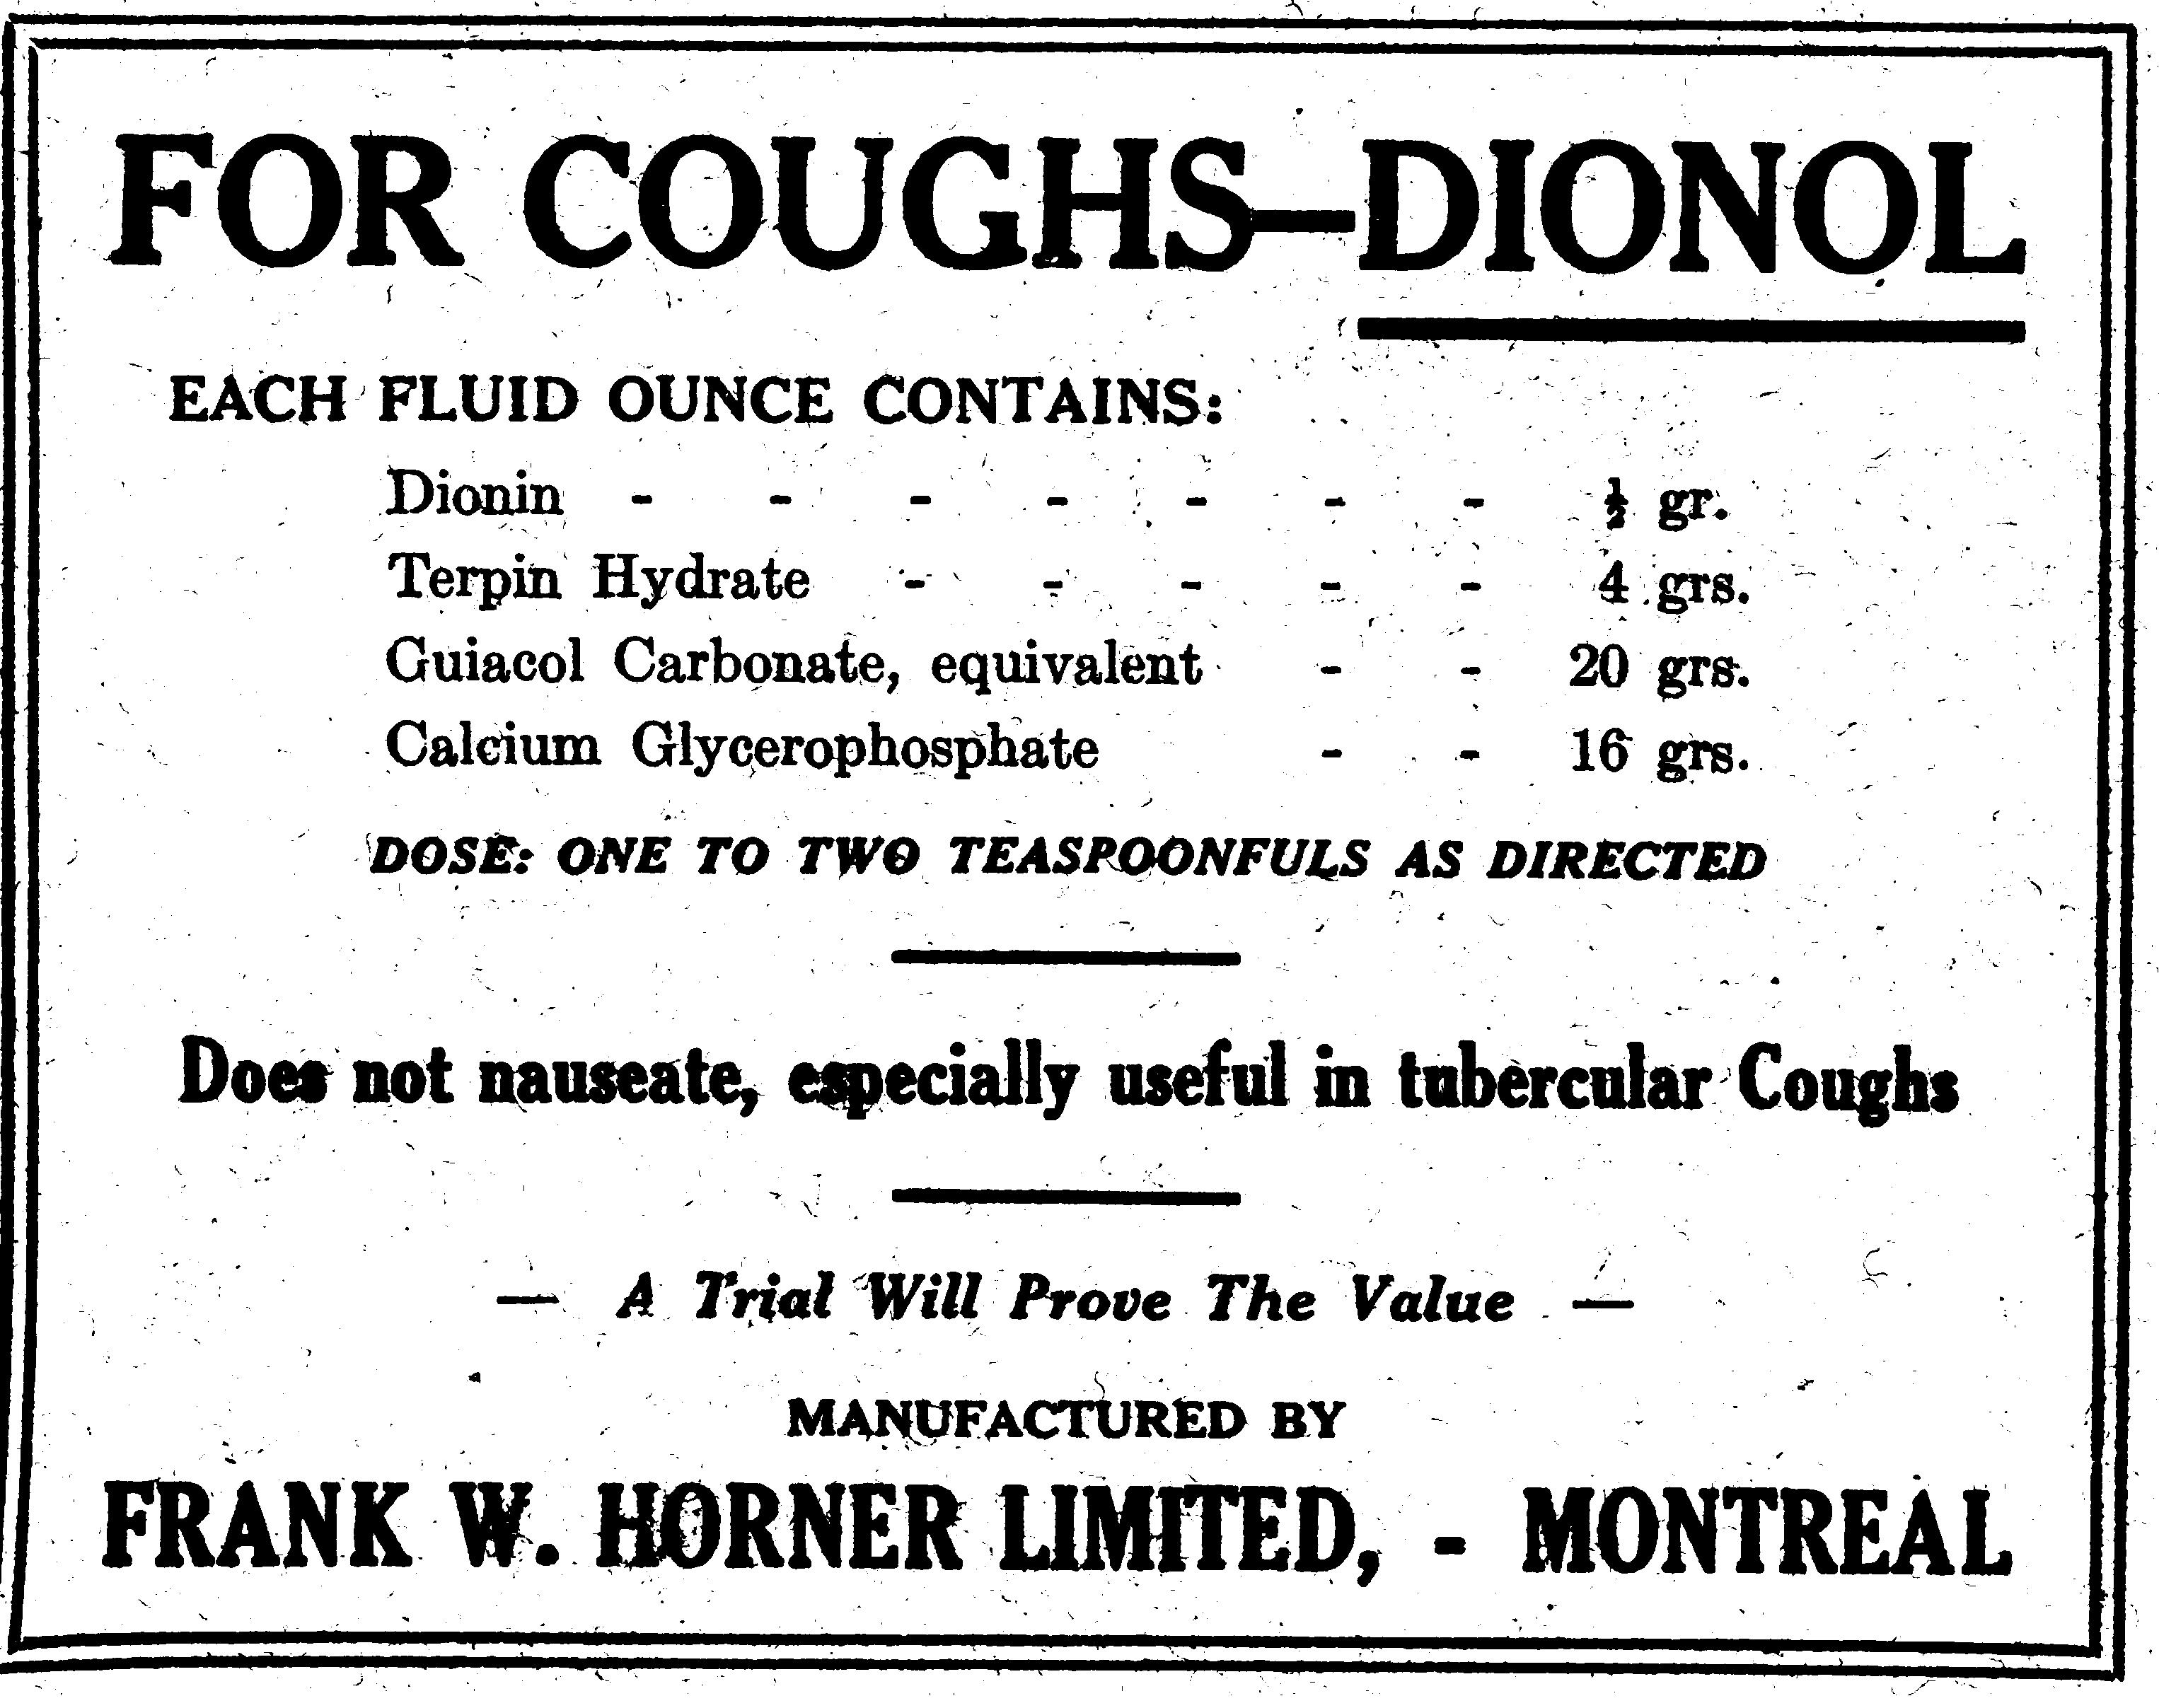 FOR COUGHS—DIONOL
EACH FLUID OUNCE CONTAINS:
Dionin - - - - - - - ½ gr.
Terpin Hydrate - - - - - 4 grs.
Guiacol Carbonate, equivalent - - 20 grs.
Calcium Glycerophosphate - - 16 grs.
DOSE: ONE TO TWO TEASPOONFULS AS DIRECTED
Does not nauseate, especially useful in tubercular Coughs
— A Trial Will Prove The Value —
MANUFACTURED BY
FRANK W. HORNER LIMITED, - MONTREAL